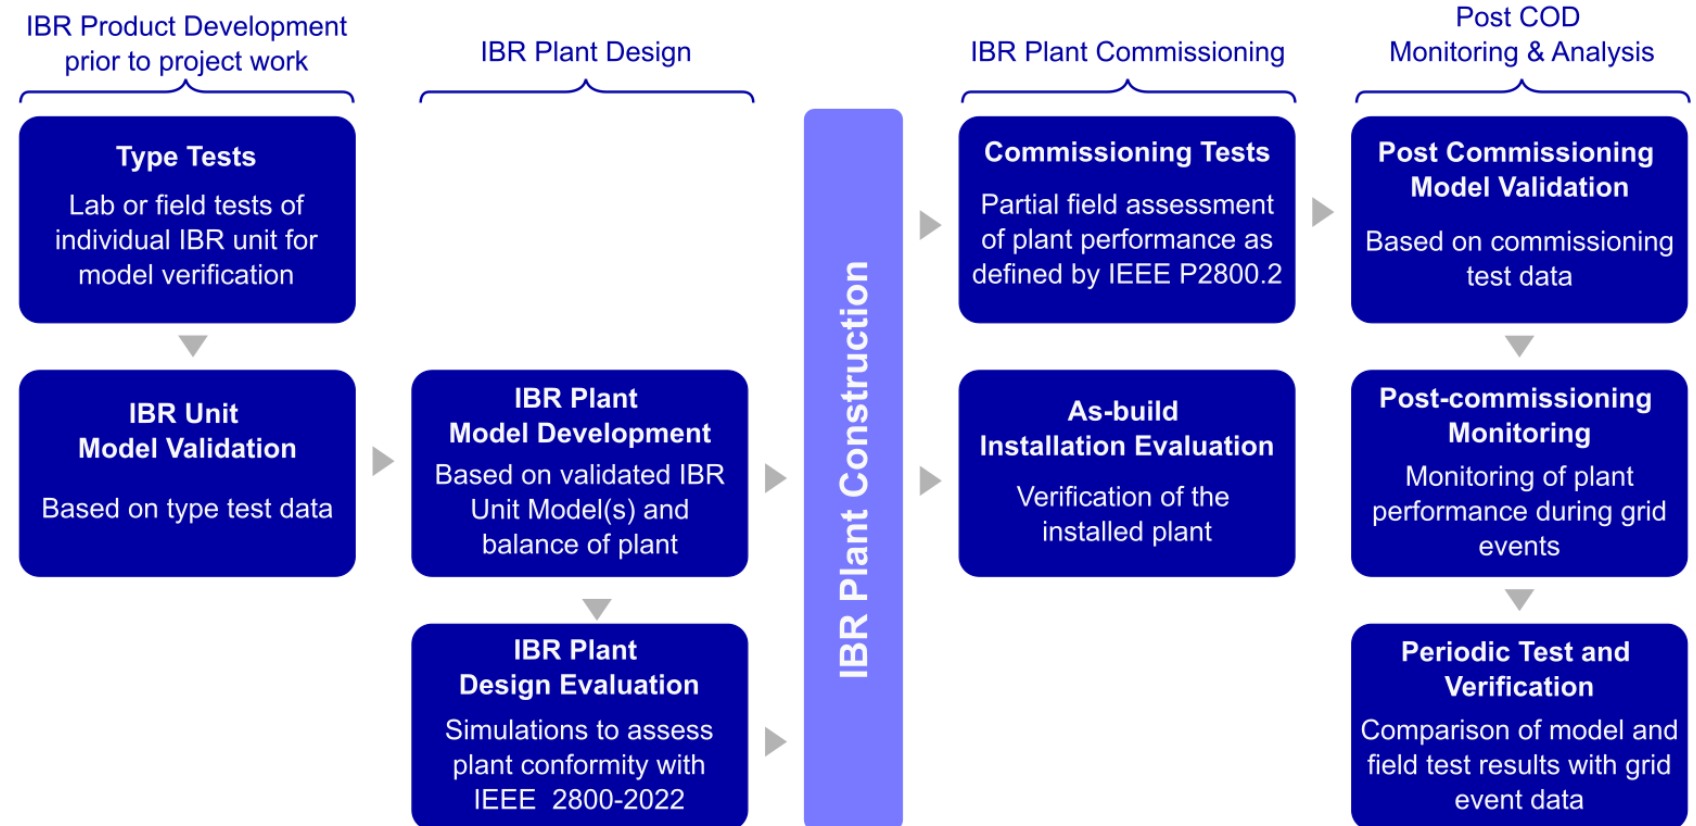 IBR Product Development
prior to project work
IBR Plant Design
IBR Plant Commissioning
Post COD
Monitoring & Analysis
Type Tests
Lab or field tests of
individual IBR unit for
model verification
IBR Unit
Model Validation
Based on type test data
IBR Plant
Model Development
Based on validated IBR
Unit Model(s) and
balance of plant
IBR Plant
Design Evaluation
Simulations to assess
plant conformity with
IEEE 2800-2022
IBR Plant Construction
Commissioning Tests
Partial field assessment
of plant performance as
defined by IEEE P2800.2
As-build
Installation Evaluation
Verification of the
installed plant
Post Commissioning
Model Validation
Based on commissioning
test data
Post-commissioning
Monitoring
Monitoring of plant
performance during grid
events
Periodic Test and
Verification
Comparison of model and
field test results with grid
event data